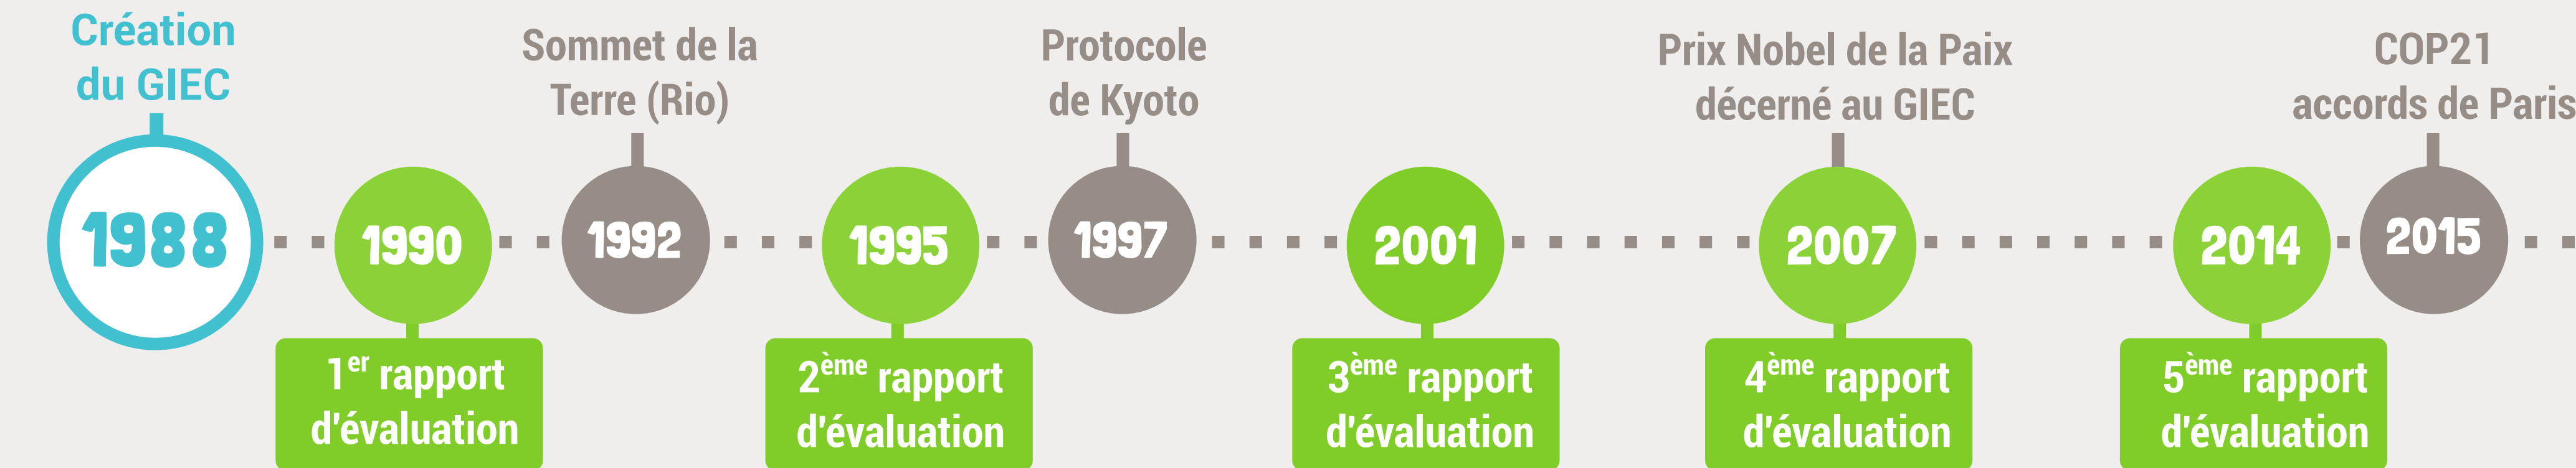 Création
du GIEC
1988
1990
1er rapport
d'évaluation
Sommet de la
Terre (Rio)
1992
1995
2ème rapport
d'évaluation
Protocole
de Kyoto
1997
2001
3ème rapport
d'évaluation
Prix Nobel de la Paix
décerné au GIEC
2007
4ème rapport
d'évaluation
2014
5ème rapport
d'évaluation
COP21
accords de Paris
2015